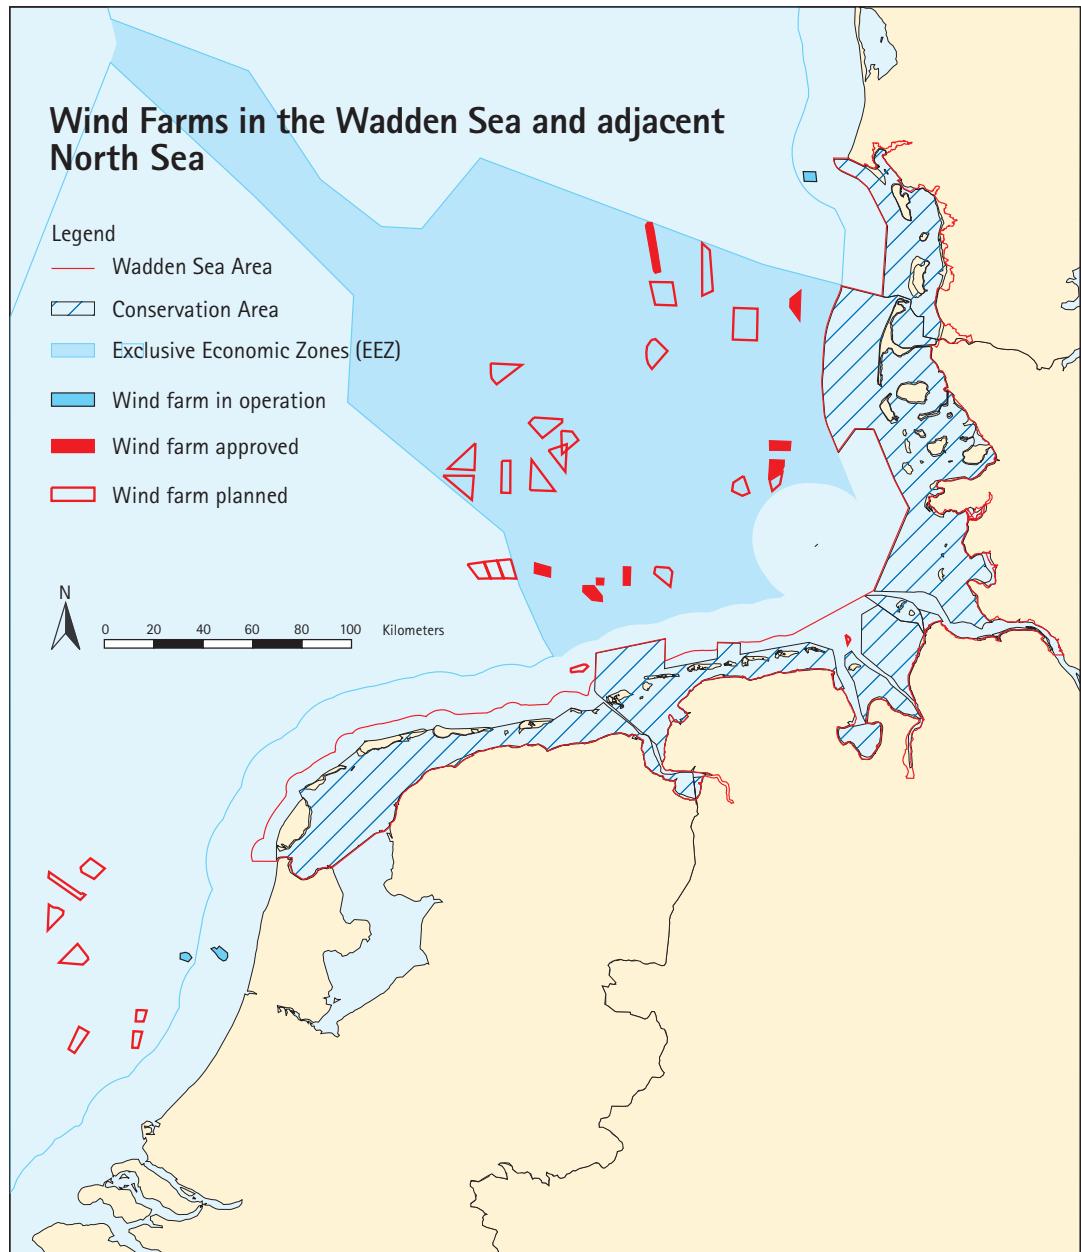 Wind Farms in the Wadden Sea and adjacent
North Sea
Legend
Wadden Sea Area
Conservation Area
Exclusive Economic Zones (EEZ)
Wind farm in operation
Wind farm approved
Wind farm planned
N
0 20 40 60 80 100 Kilometers